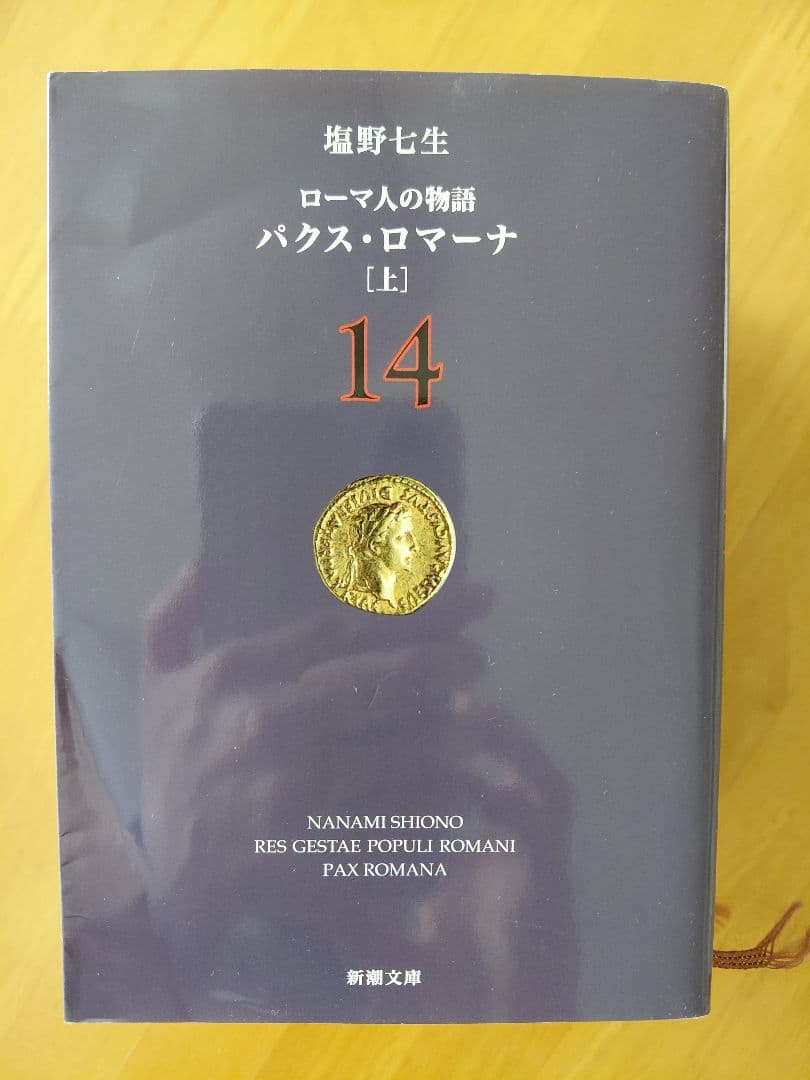 塩野七生
ローマ人の物語
パクス・ロマーナ
[上]
14
NANAMI SHIONO
RES GESTAE POPULI ROMANI
PAX ROMANA
新潮文庫